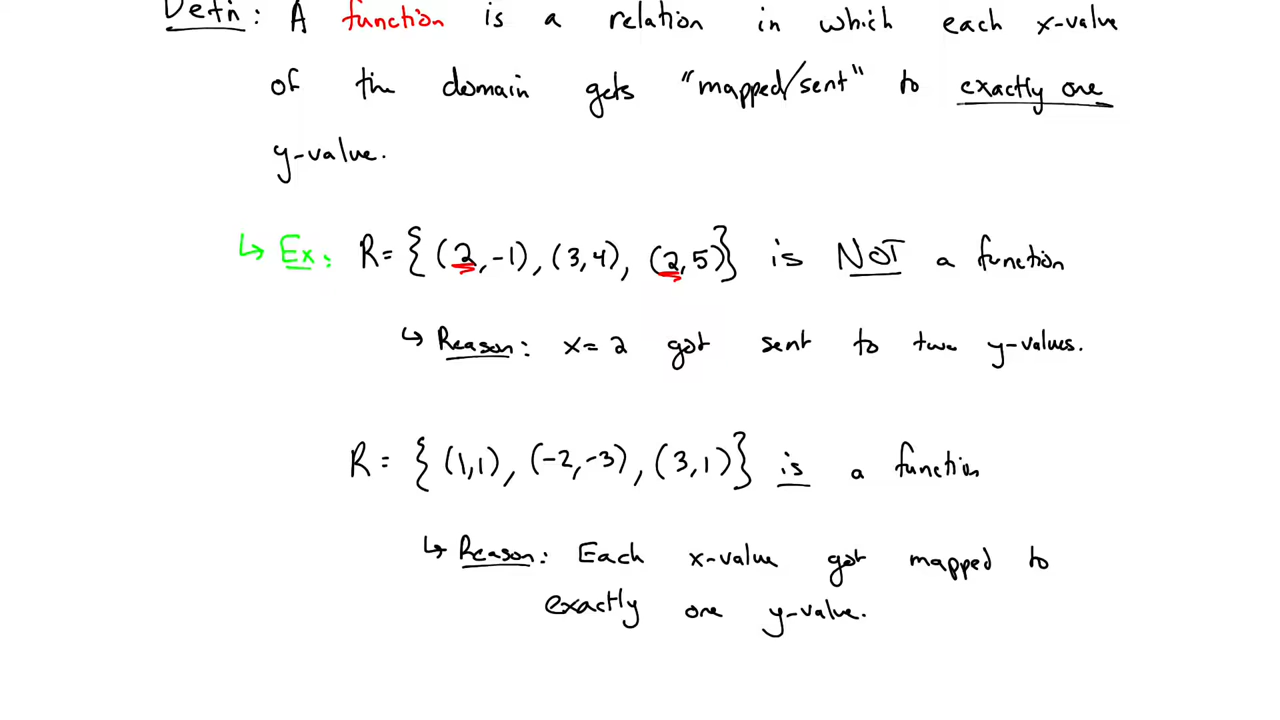 Defn: A function is a relation in which each x-value
of the domain gets "mapped/sent" to exactly one
y-value.
↳ Ex: R = { (2, -1), (3, 4), (2, 5) } is NOT a function
↳ Reason: x = 2 got sent to two y-values.
R = { (1, 1), (-2, -3), (3, 1) } is a function
↳ Reason: Each x-value got mapped to
exactly one y-value.